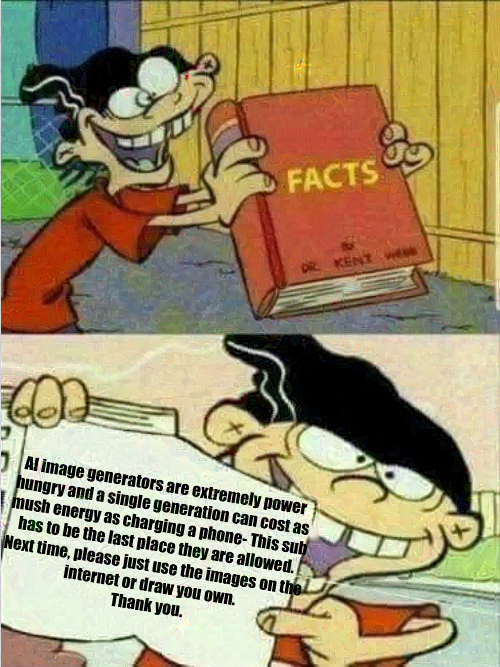 FACTS
BY
DR. KENT
AI image generators are extremely power
hungry and a single generation can cost as
mush energy as charging a phone- This sub
has to be the last place they are allowed.
Next time, please just use the images on the
internet or draw you own.
Thank you.